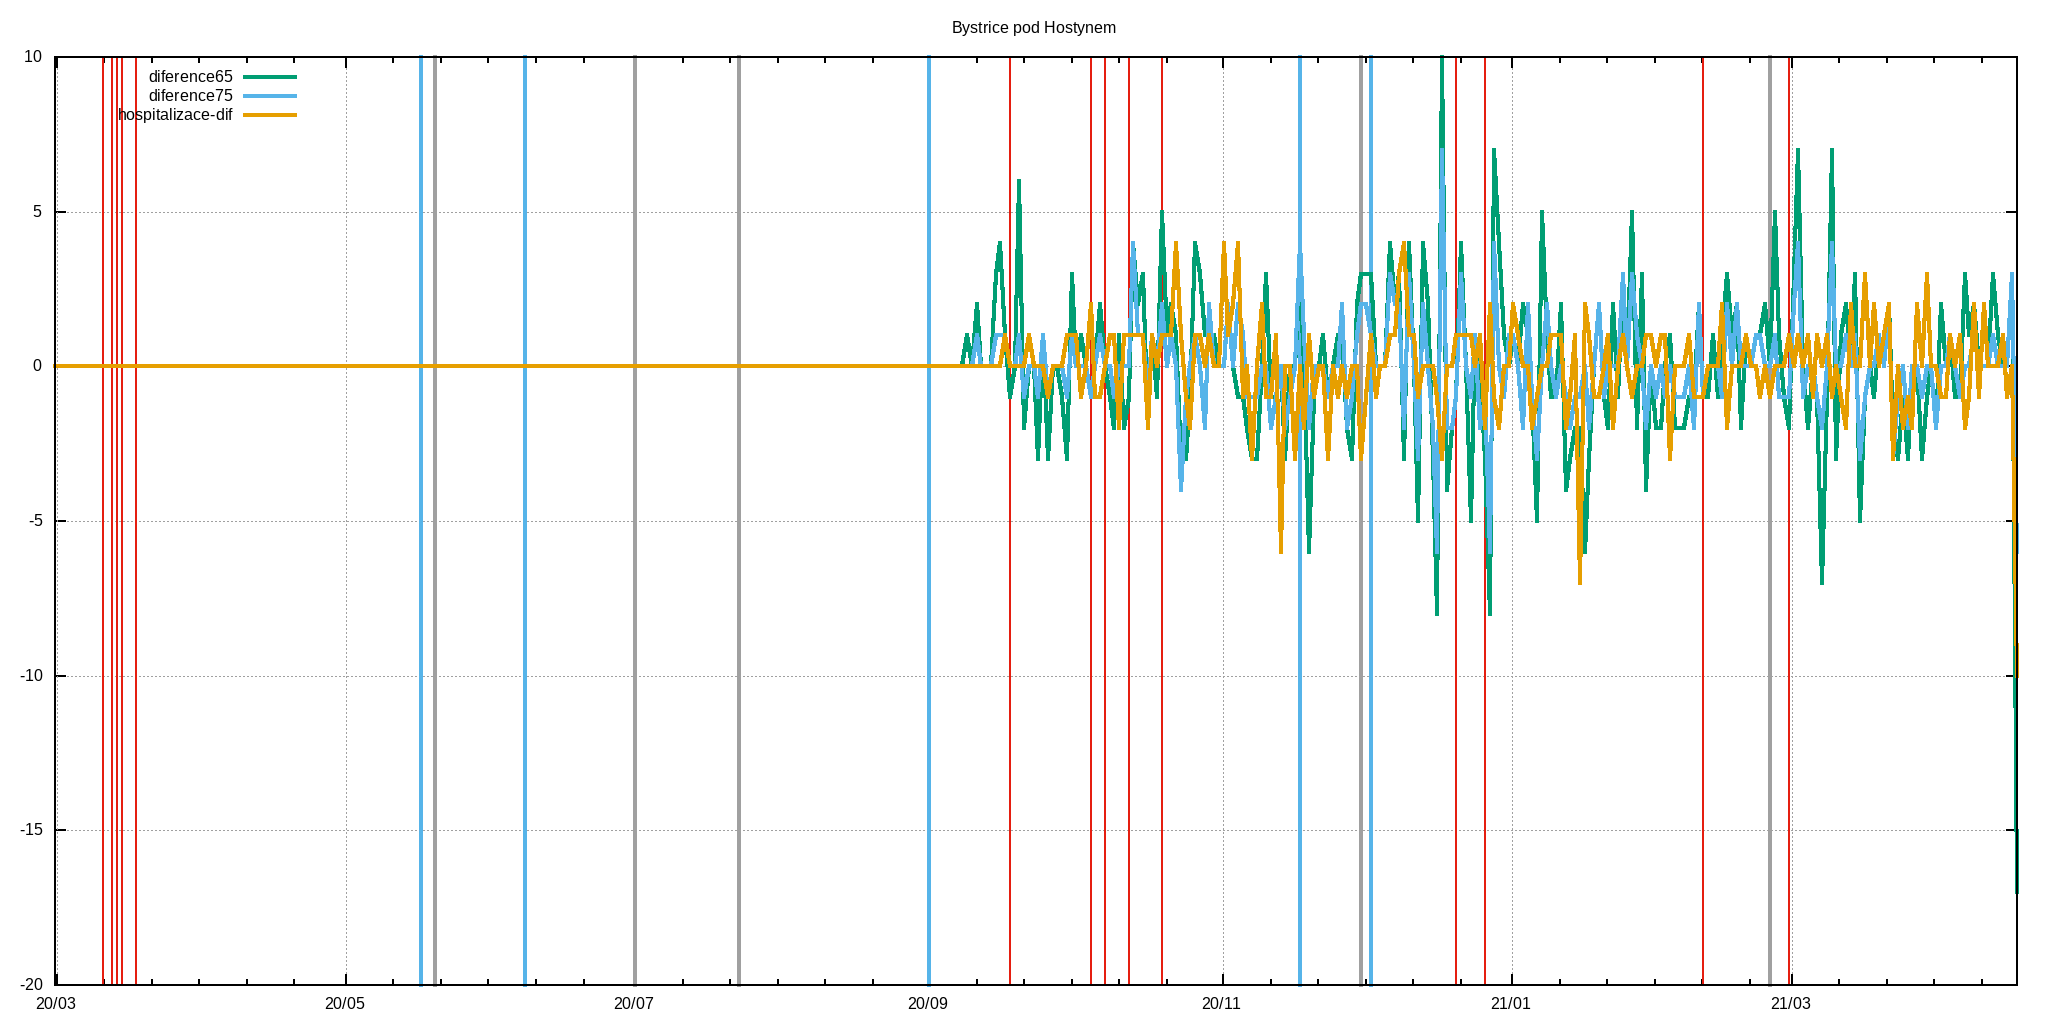 Bystrice pod Hostynem
10
diference65
diference75
hospitalizace-dif
5
0
-5
-10
-15
-20
20/03 20/05 20/07 20/09 20/11 21/01 21/03